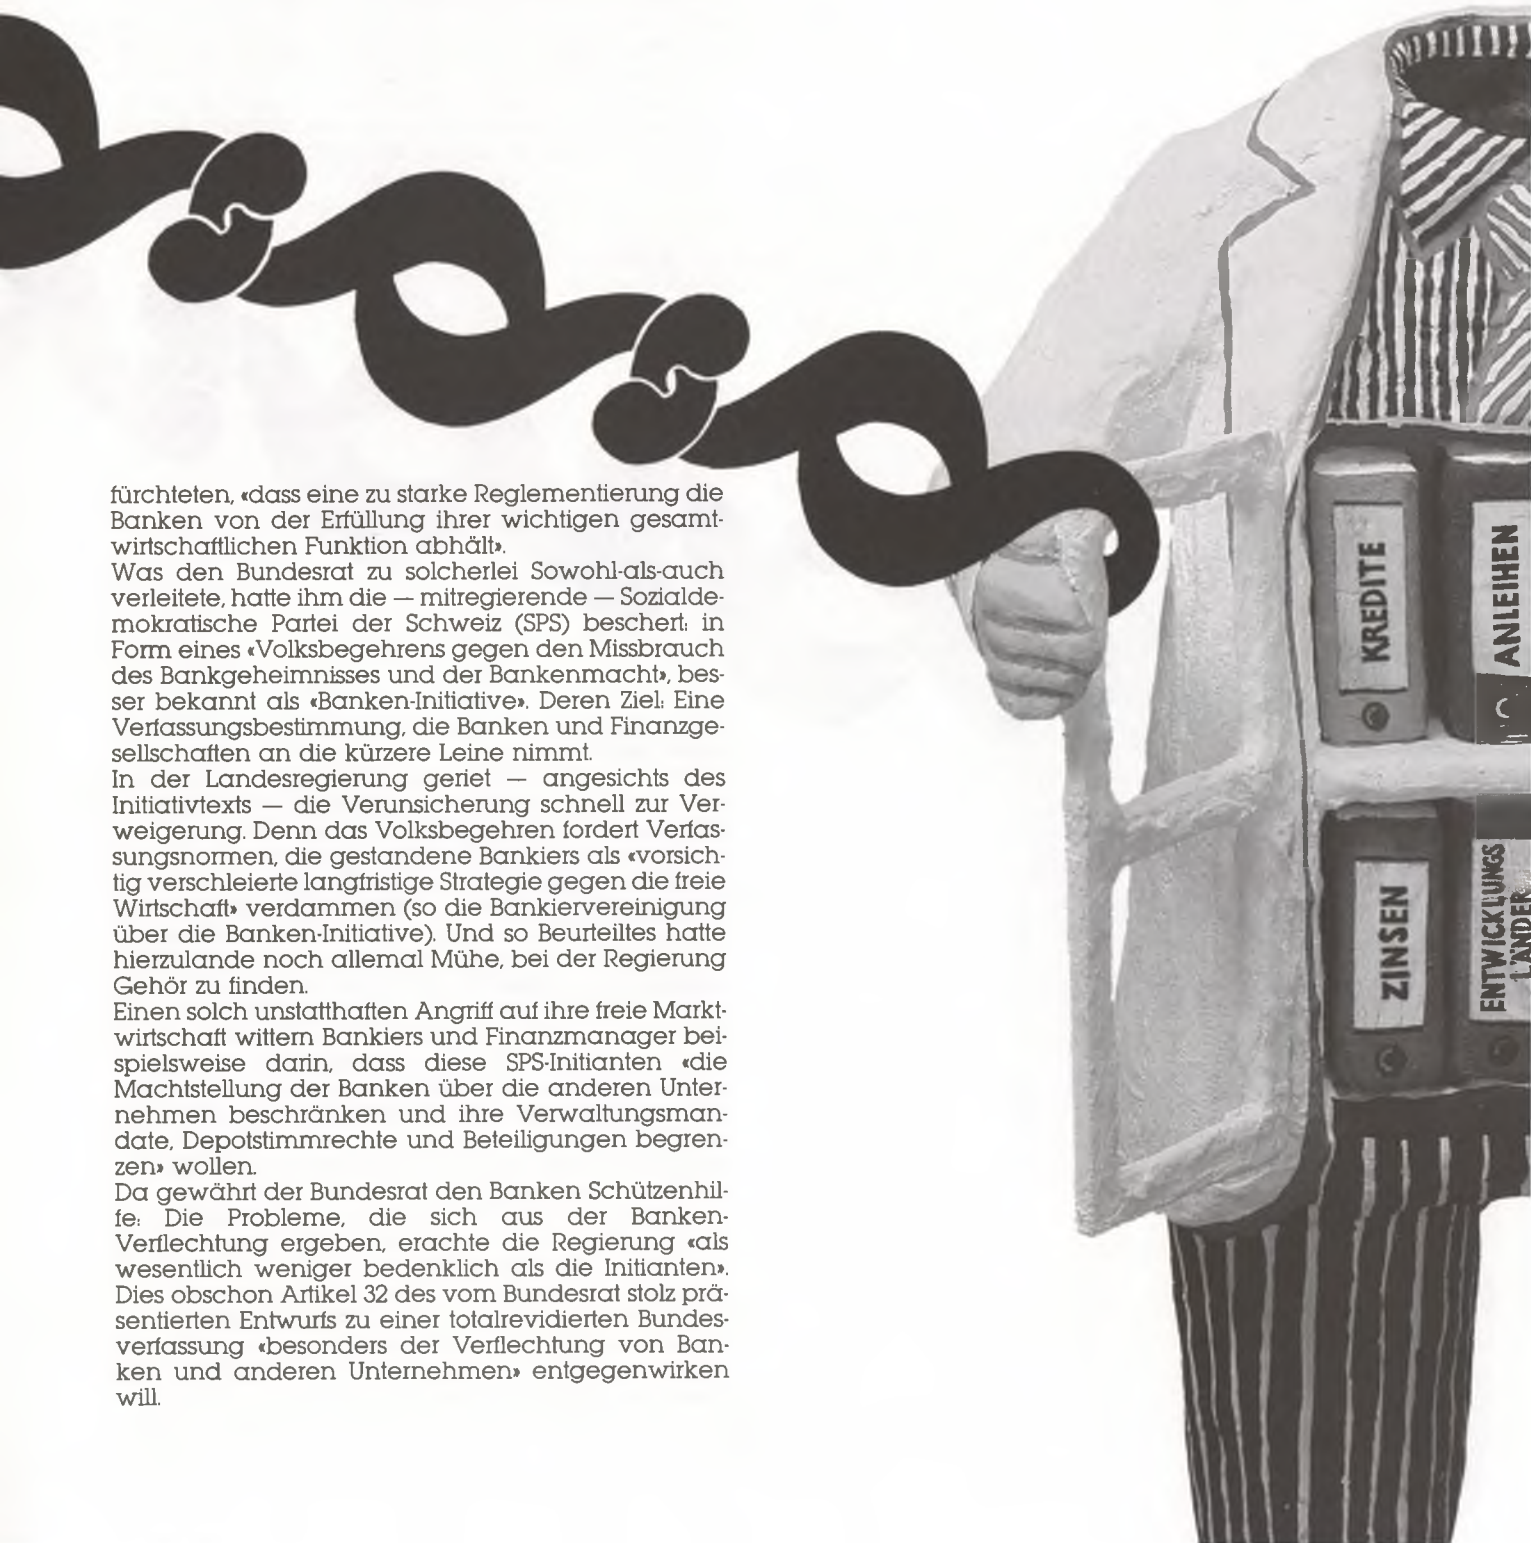 fürchteten, «dass eine zu starke Reglementierung die
Banken von der Erfüllung ihrer wichtigen gesamt-
wirtschaftlichen Funktion abhält».
Was den Bundesrat zu solcherlei Sowohl-als-auch
verleitete, hatte ihm die — mitregierende — Sozialde-
mokratische Partei der Schweiz (SPS) beschert: in
Form eines «Volksbegehrens gegen den Missbrauch
des Bankgeheimnisses und der Bankenmacht», bes-
ser bekannt als «Banken-Initiative». Deren Ziel: Eine
Verfassungsbestimmung, die Banken und Finanzge-
sellschaften an die kürzere Leine nimmt.
In der Landesregierung geriet — angesichts des
Initiativtexts — die Verunsicherung schnell zur Ver-
weigerung. Denn das Volksbegehren fordert Verfas-
sungsnormen, die gestandene Bankiers als «vorsich-
tig verschleierte langfristige Strategie gegen die freie
Wirtschaft» verdammen (so die Bankiervereinigung
über die Banken-Initiative). Und so Beurteiltes hatte
hierzulande noch allemal Mühe, bei der Regierung
Gehör zu finden.
Einen solch unstatthaften Angriff auf ihre freie Markt-
wirtschaft wittern Bankiers und Finanzmanager bei-
spielsweise darin, dass diese SPS-Initianten «die
Machtstellung der Banken über die anderen Unter-
nehmen beschränken und ihre Verwaltungsman-
date, Depotstimmrechte und Beteiligungen begren-
zen» wollen.
Da gewährt der Bundesrat den Banken Schützenhil-
fe: Die Probleme, die sich aus der Banken-
Verflechtung ergeben, erachte die Regierung «als
wesentlich weniger bedenklich als die Initianten».
Dies obschon Artikel 32 des vom Bundesrat stolz prä-
sentierten Entwurfs zu einer totalrevidierten Bundes-
verfassung «besonders der Verflechtung von Ban-
ken und anderen Unternehmen» entgegenwirken
will.
KREDITE
ANLEIHEN
ZINSEN
ENTWICKLUNGS
LÄNDER